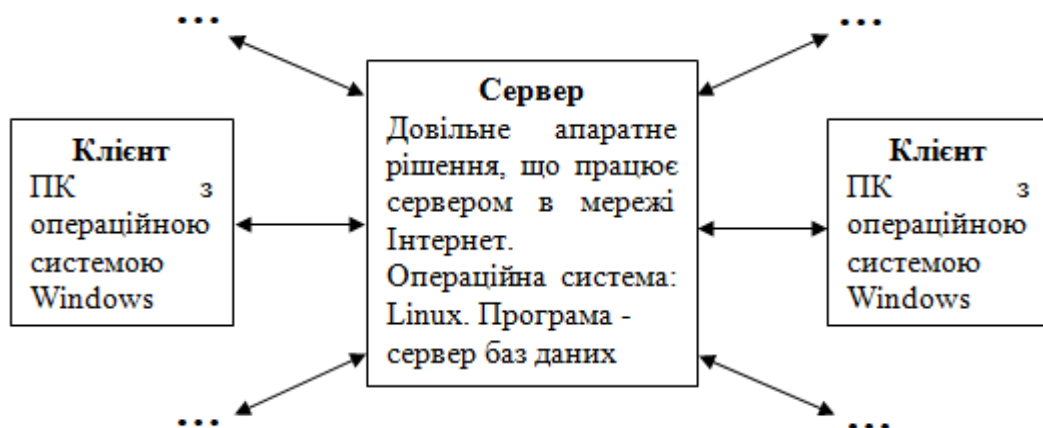 ...
...
Сервер
Довільне апаратне
рішення, що працює
сервером в мережі
Інтернет.
Операційна система:
Linux. Програма -
сервер баз даних
Клієнт
ПК з
операційною
системою
Windows
Клієнт
ПК з
операційною
системою
Windows
...
...